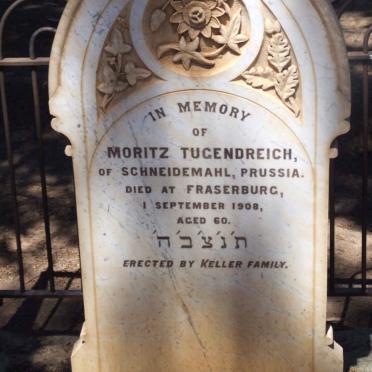 IN MEMORY
OF
MORITZ TUGENDREICH,
OF SCHNEIDEMAHL, PRUSSIA.
DIED AT FRASERBURG,
1 SEPTEMBER 1908,
AGED 60.
ת'נ'צ'ב'ה
ERECTED BY KELLER FAMILY.